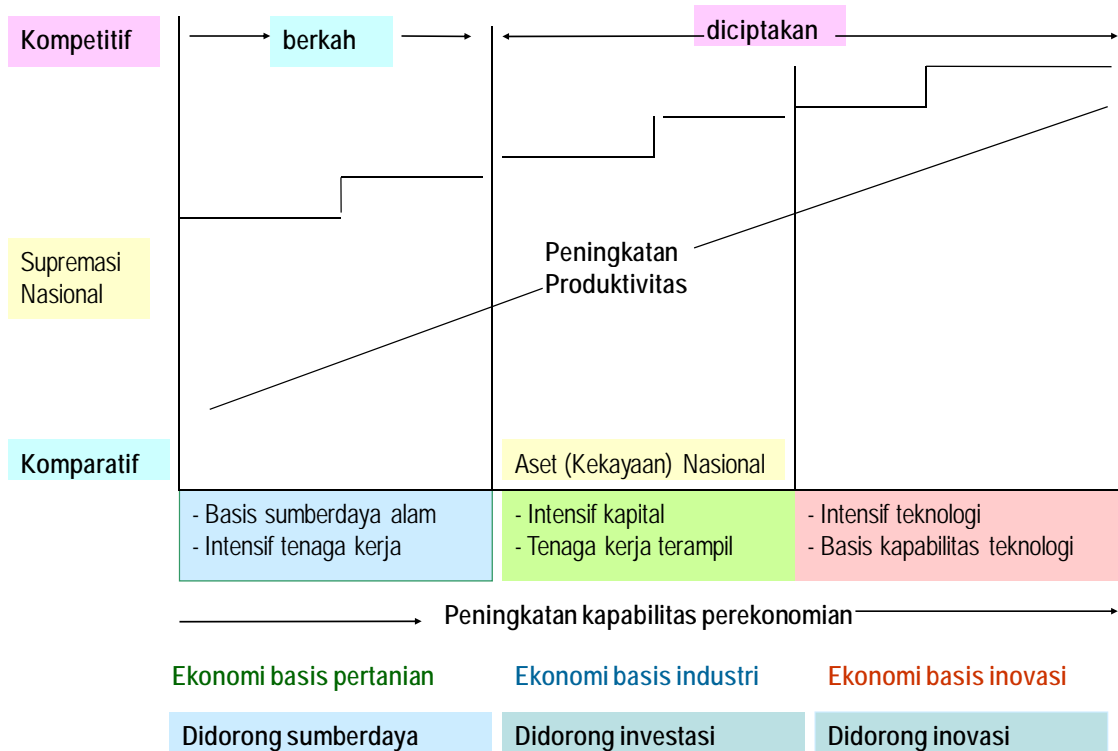 Kompetitif
berkah
diciptakan
Supremasi
Nasional
Peningkatan
Produktivitas
Komparatif
Aset (Kekayaan) Nasional
- Basis sumberdaya alam
- Intensif tenaga kerja
- Intensif kapital
- Tenaga kerja terampil
- Intensif teknologi
- Basis kapabilitas teknologi
Peningkatan kapabilitas perekonomian
Ekonomi basis pertanian
Ekonomi basis industri
Ekonomi basis inovasi
Didorong sumberdaya
Didorong investasi
Didorong inovasi